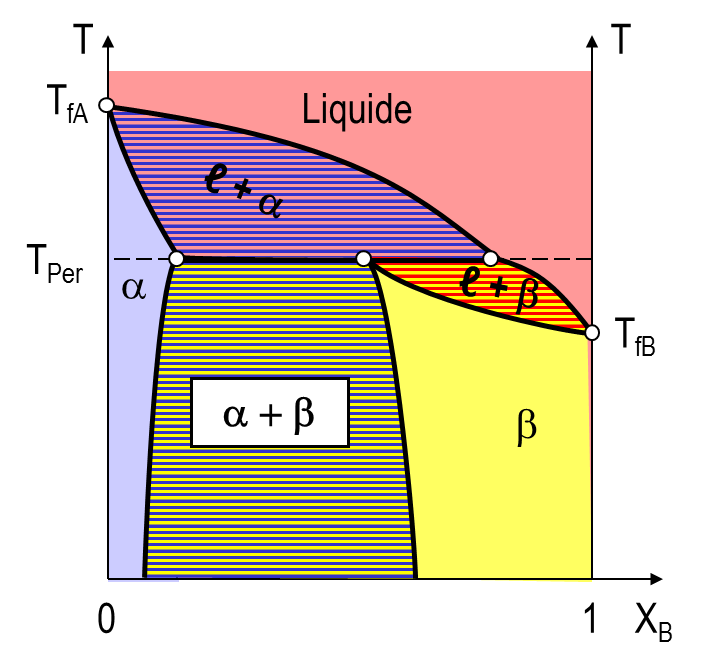 T
T
T_fA
Liquide
ℓ + α
T_Per
α
ℓ + β
T_fB
α + β
β
0
1
X_B